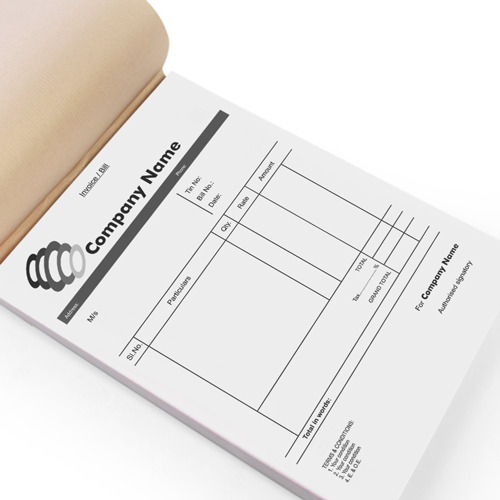 Invoice / Bill
Company Name
Address: Phone:
M/s
Tin No:
Bill No.:
Date:
Sl.No. Particulars Qty. Rate Amount
TOTAL
Tax..........%
GRAND TOTAL
Total in words:
For Company Name
Authorised signatory
TERMS & CONDITIONS:
1. Your condition
2. Your condition
3. Your condition
4. E & O.E.